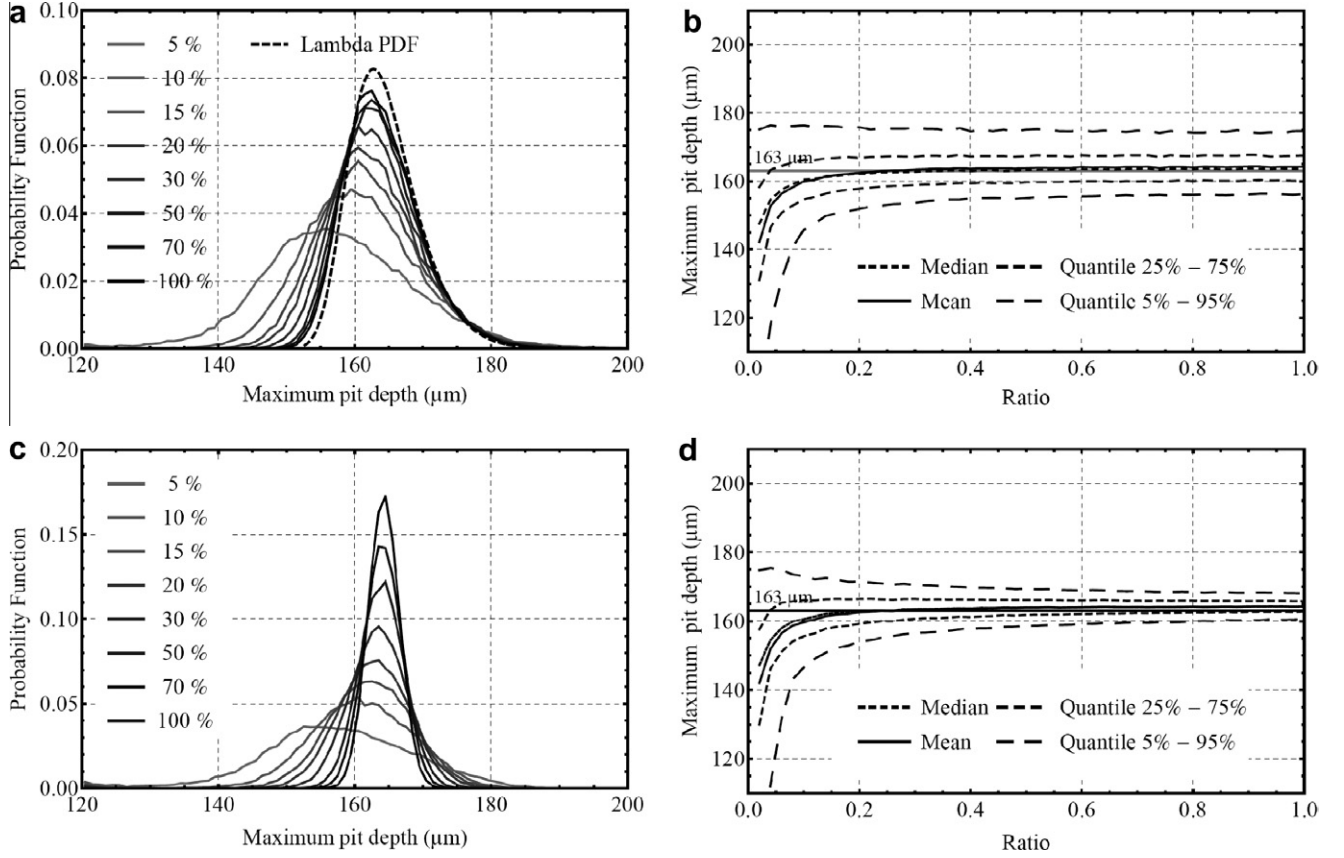 a
Probability Function
0.10
0.08
0.06
0.04
0.02
0.00
5 %
10 %
15 %
20 %
30 %
50 %
70 %
100 %
Lambda PDF
120
140
160
180
200
Maximum pit depth (μm)
b
Maximum pit depth (μm)
200
180
160
140
120
163 μm
Median
Quantile 25% – 75%
Mean
Quantile 5% – 95%
0.0
0.2
0.4
0.6
0.8
1.0
Ratio
c
Probability Function
0.20
0.15
0.10
0.05
0.00
5 %
10 %
15 %
20 %
30 %
50 %
70 %
100 %
120
140
160
180
200
Maximum pit depth (μm)
d
Maximum pit depth (μm)
200
180
160
140
120
163 μm
Median
Quantile 25% – 75%
Mean
Quantile 5% – 95%
0.0
0.2
0.4
0.6
0.8
1.0
Ratio